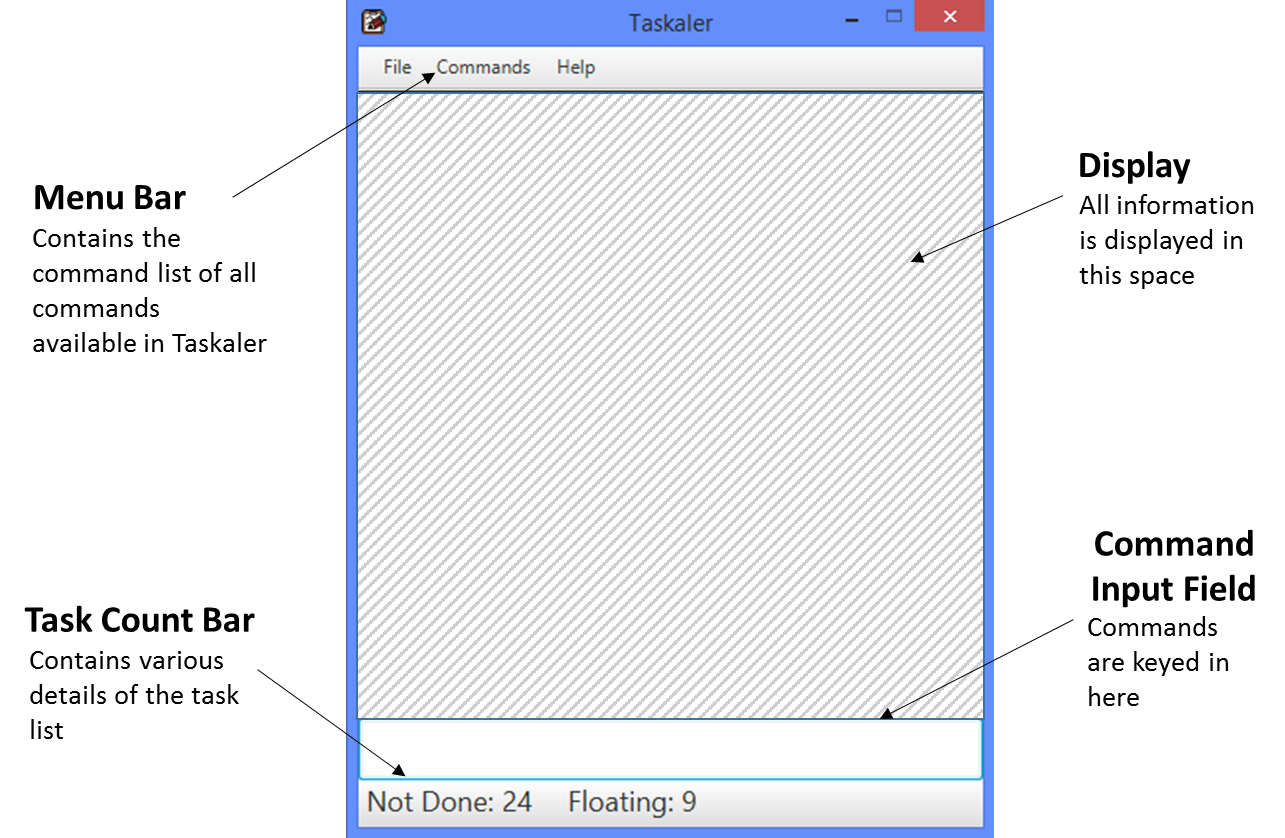 Taskaler
File Commands Help
Menu Bar
Contains the
command list of all
commands
available in Taskaler
Display
All information
is displayed in
this space
Command
Input Field
Commands
are keyed in
here
Task Count Bar
Contains various
details of the task
list
Not Done: 24 Floating: 9